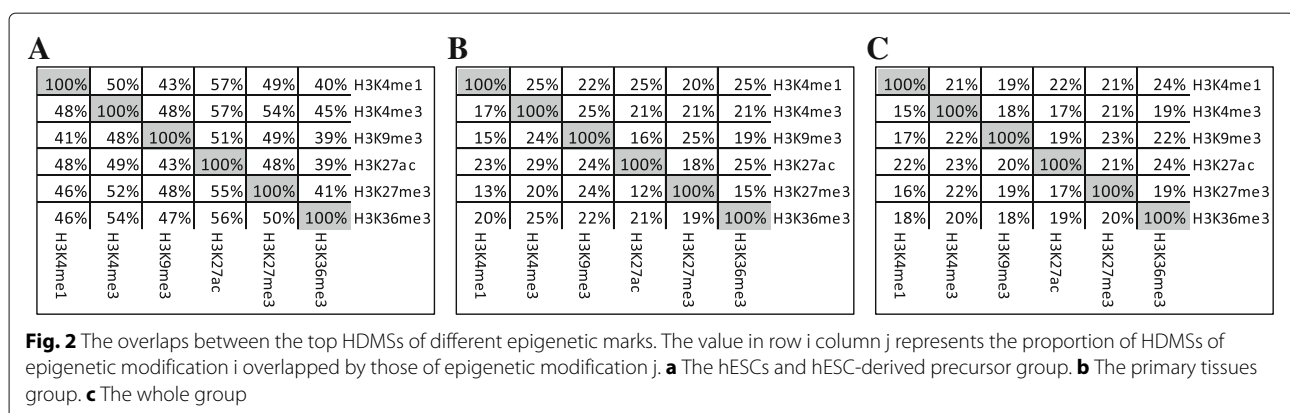 A
100% 50% 43% 57% 49% 40% H3K4me1
48% 100% 48% 57% 54% 45% H3K4me3
41% 48% 100% 51% 49% 39% H3K9me3
48% 49% 43% 100% 48% 39% H3K27ac
46% 52% 48% 55% 100% 41% H3K27me3
46% 54% 47% 56% 50% 100% H3K36me3
H3K4me1
H3K4me3
H3K9me3
H3K27ac
H3K27me3
H3K36me3
B
100% 25% 22% 25% 20% 25% H3K4me1
17% 100% 25% 21% 21% 21% H3K4me3
15% 24% 100% 16% 25% 19% H3K9me3
23% 29% 24% 100% 18% 25% H3K27ac
13% 20% 24% 12% 100% 15% H3K27me3
20% 25% 22% 21% 19% 100% H3K36me3
H3K4me1
H3K4me3
H3K9me3
H3K27ac
H3K27me3
H3K36me3
C
100% 21% 19% 22% 21% 24% H3K4me1
15% 100% 18% 17% 21% 19% H3K4me3
17% 22% 100% 19% 23% 22% H3K9me3
22% 23% 20% 100% 21% 24% H3K27ac
16% 22% 19% 17% 100% 19% H3K27me3
18% 20% 18% 19% 20% 100% H3K36me3
H3K4me1
H3K4me3
H3K9me3
H3K27ac
H3K27me3
H3K36me3
Fig. 2 The overlaps between the top HDMSs of different epigenetic marks. The value in row i column j represents the proportion of HDMSs of
epigenetic modification i overlapped by those of epigenetic modification j. a The hESCs and hESC-derived precursor group. b The primary tissues
group. c The whole group